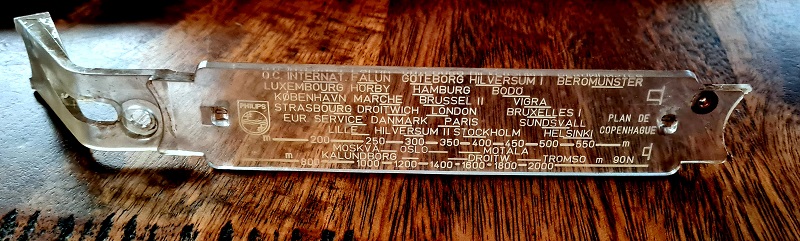 O.C. INTERNAT FALUN GÖTEBORG HILVERSUM I BEROMÜNSTER
LUXEMBOURG HÖRBY HAMBURG BODÖ
KØBENHAVN MARCHE BRUSSEL II VIGRA
PHILIPS STRASBOURG DROITWICH LONDON BRUXELLES I
EUR SERVICE DANMARK PARIS SUNDSVALL
PLAN DE COPENHAGUE
LILLE HILVERSUM II STOCKHOLM HELSINKI
m 200 250 300 350 400 450 500 550 m
MOSKVA OSLO MOTALA
m KALUNDBORG DROITW. TROMSO m 90N
800 1000 1200 1400 1600 1800 2000